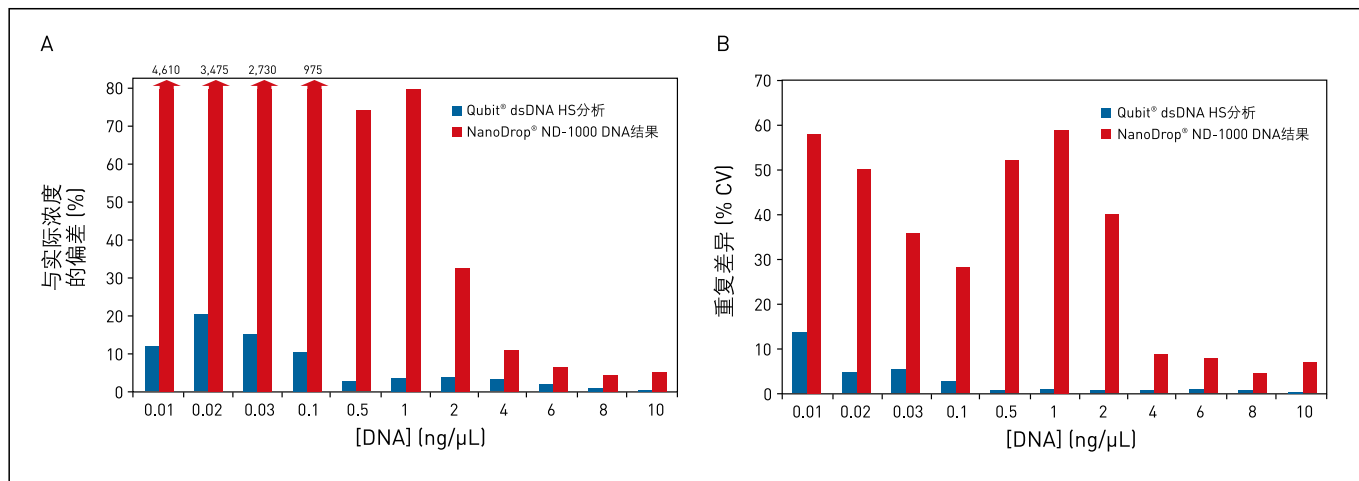 A
4,610 3,475 2,730 975
80
70
60
50
40
30
20
10
0
与实际浓度
的偏差 (%)
Qubit® dsDNA HS分析
NanoDrop® ND-1000 DNA结果
0.01 0.02 0.03 0.1 0.5 1 2 4 6 8 10
[DNA] (ng/µL)
B
70
60
50
40
30
20
10
0
重复差异 (% CV)
Qubit® dsDNA HS分析
NanoDrop® ND-1000 DNA结果
0.01 0.02 0.03 0.1 0.5 1 2 4 6 8 10
[DNA] (ng/µL)